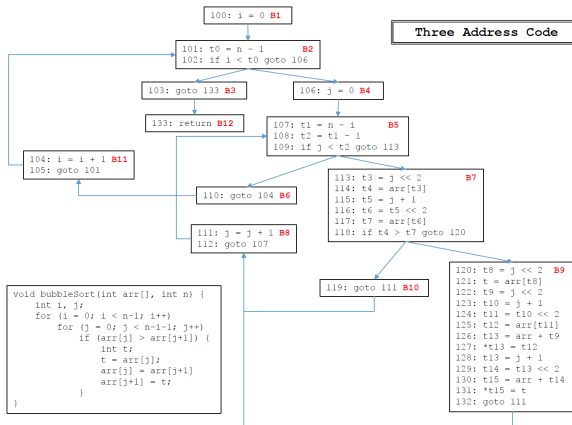 100: i = 0 B1
Three Address Code
101: t0 = n - 1 B2
102: if i < t0 goto 106
103: goto 133 B3
106: j = 0 B4
133: return B12
107: t1 = n - i B5
108: t2 = t1 - 1
109: if j < t2 goto 113
104: i = i + 1 B11
105: goto 101
110: goto 104 B6
113: t3 = j << 2 B7
114: t4 = arr[t3]
115: t5 = j + 1
116: t6 = t5 << 2
117: t7 = arr[t6]
118: if t4 > t7 goto 120
111: j = j + 1 B8
112: goto 107
119: goto 111 B10
120: t8 = j << 2 B9
121: t = arr[t8]
122: t9 = j << 2
123: t10 = j + 1
124: t11 = t10 << 2
125: t12 = arr[t11]
126: t13 = arr + t9
127: *t13 = t12
128: t13 = j + 1
129: t14 = t13 << 2
130: t15 = arr + t14
131: *t15 = t
132: goto 111
void bubbleSort(int arr[], int n) {
int i, j;
for (i = 0; i < n-1; i++)
for (j = 0; j < n-i-1; j++)
if (arr[j] > arr[j+1]) {
int t;
t = arr[j];
arr[j] = arr[j+1]
arr[j+1] = t;
}
}